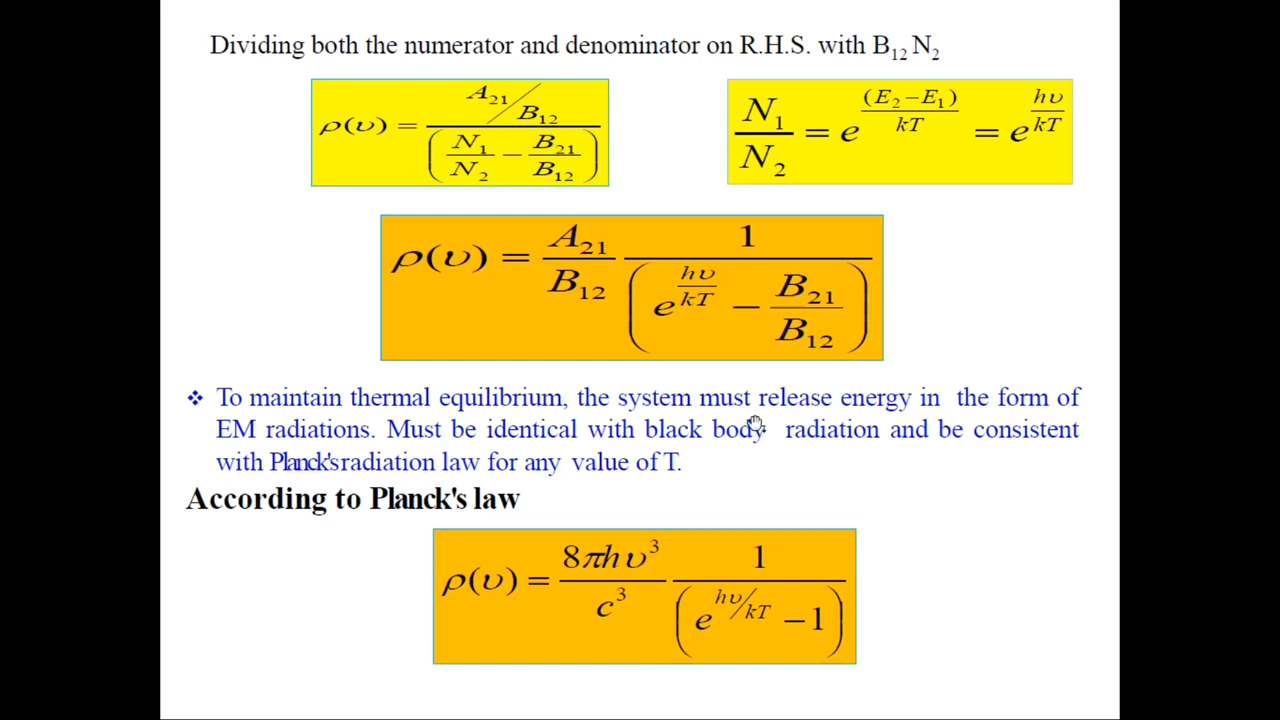 Dividing both the numerator and denominator on R.H.S. with B₁₂ N₂
ρ(υ) = (A₂₁/B₁₂) / (N₁/N₂ − B₂₁/B₁₂)
N₁/N₂ = e^((E₂−E₁)/kT) = e^(hυ/kT)
ρ(υ) = A₂₁/B₁₂ 1/(e^(hυ/kT) − B₂₁/B₁₂)
❖ To maintain thermal equilibrium, the system must release energy in the form of
EM radiations. Must be identical with black body radiation and be consistent
with Planck's radiation law for any value of T.
According to Planck's law
ρ(υ) = 8πhυ³/c³ 1/(e^(hυ/kT) − 1)